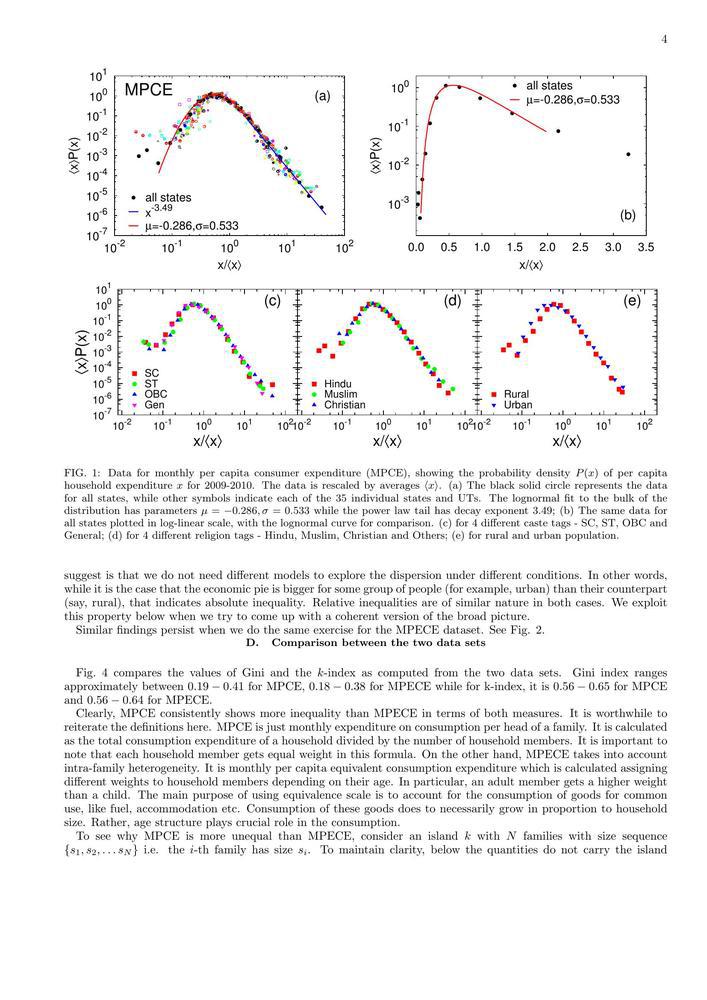 4
MPCE
(a)
all states
x^-3.49
μ=-0.286,σ=0.533
⟨x⟩P(x)
10^1
10^0
10^-1
10^-2
10^-3
10^-4
10^-5
10^-6
10^-7
10^-2 10^-1 10^0 10^1 10^2
x/⟨x⟩
all states
μ=-0.286,σ=0.533
(b)
⟨x⟩P(x)
10^0
10^-1
10^-2
10^-3
0.0 0.5 1.0 1.5 2.0 2.5 3.0 3.5
x/⟨x⟩
(c)
SC
ST
OBC
Gen
⟨x⟩P(x)
10^1
10^0
10^-1
10^-2
10^-3
10^-4
10^-5
10^-6
10^-7
10^-2 10^-1 10^0 10^1 10^2
x/⟨x⟩
(d)
Hindu
Muslim
Christian
10^-2 10^-1 10^0 10^1 10^2
x/⟨x⟩
(e)
Rural
Urban
10^-2 10^-1 10^0 10^1 10^2
x/⟨x⟩
FIG. 1: Data for monthly per capita consumer expenditure (MPCE), showing the probability density P(x) of per capita
household expenditure x for 2009-2010. The data is rescaled by averages ⟨x⟩. (a) The black solid circle represents the data
for all states, while other symbols indicate each of the 35 individual states and UTs. The lognormal fit to the bulk of the
distribution has parameters μ = −0.286, σ = 0.533 while the power law tail has decay exponent 3.49; (b) The same data for
all states plotted in log-linear scale, with the lognormal curve for comparison. (c) for 4 different caste tags - SC, ST, OBC and
General; (d) for 4 different religion tags - Hindu, Muslim, Christian and Others; (e) for rural and urban population.
suggest is that we do not need different models to explore the dispersion under different conditions. In other words,
while it is the case that the economic pie is bigger for some group of people (for example, urban) than their counterpart
(say, rural), that indicates absolute inequality. Relative inequalities are of similar nature in both cases. We exploit
this property below when we try to come up with a coherent version of the broad picture.
Similar findings persist when we do the same exercise for the MPECE dataset. See Fig. 2.
D. Comparison between the two data sets
Fig. 4 compares the values of Gini and the k-index as computed from the two data sets. Gini index ranges
approximately between 0.19 − 0.41 for MPCE, 0.18 − 0.38 for MPECE while for k-index, it is 0.56 − 0.65 for MPCE
and 0.56 − 0.64 for MPECE.
Clearly, MPCE consistently shows more inequality than MPECE in terms of both measures. It is worthwhile to
reiterate the definitions here. MPCE is just monthly expenditure on consumption per head of a family. It is calculated
as the total consumption expenditure of a household divided by the number of household members. It is important to
note that each household member gets equal weight in this formula. On the other hand, MPECE takes into account
intra-family heterogeneity. It is monthly per capita equivalent consumption expenditure which is calculated assigning
different weights to household members depending on their age. In particular, an adult member gets a higher weight
than a child. The main purpose of using equivalence scale is to account for the consumption of goods for common
use, like fuel, accommodation etc. Consumption of these goods does to necessarily grow in proportion to household
size. Rather, age structure plays crucial role in the consumption.
To see why MPCE is more unequal than MPECE, consider an island k with N families with size sequence
{s1, s2, . . . sN} i.e. the i-th family has size si. To maintain clarity, below the quantities do not carry the island